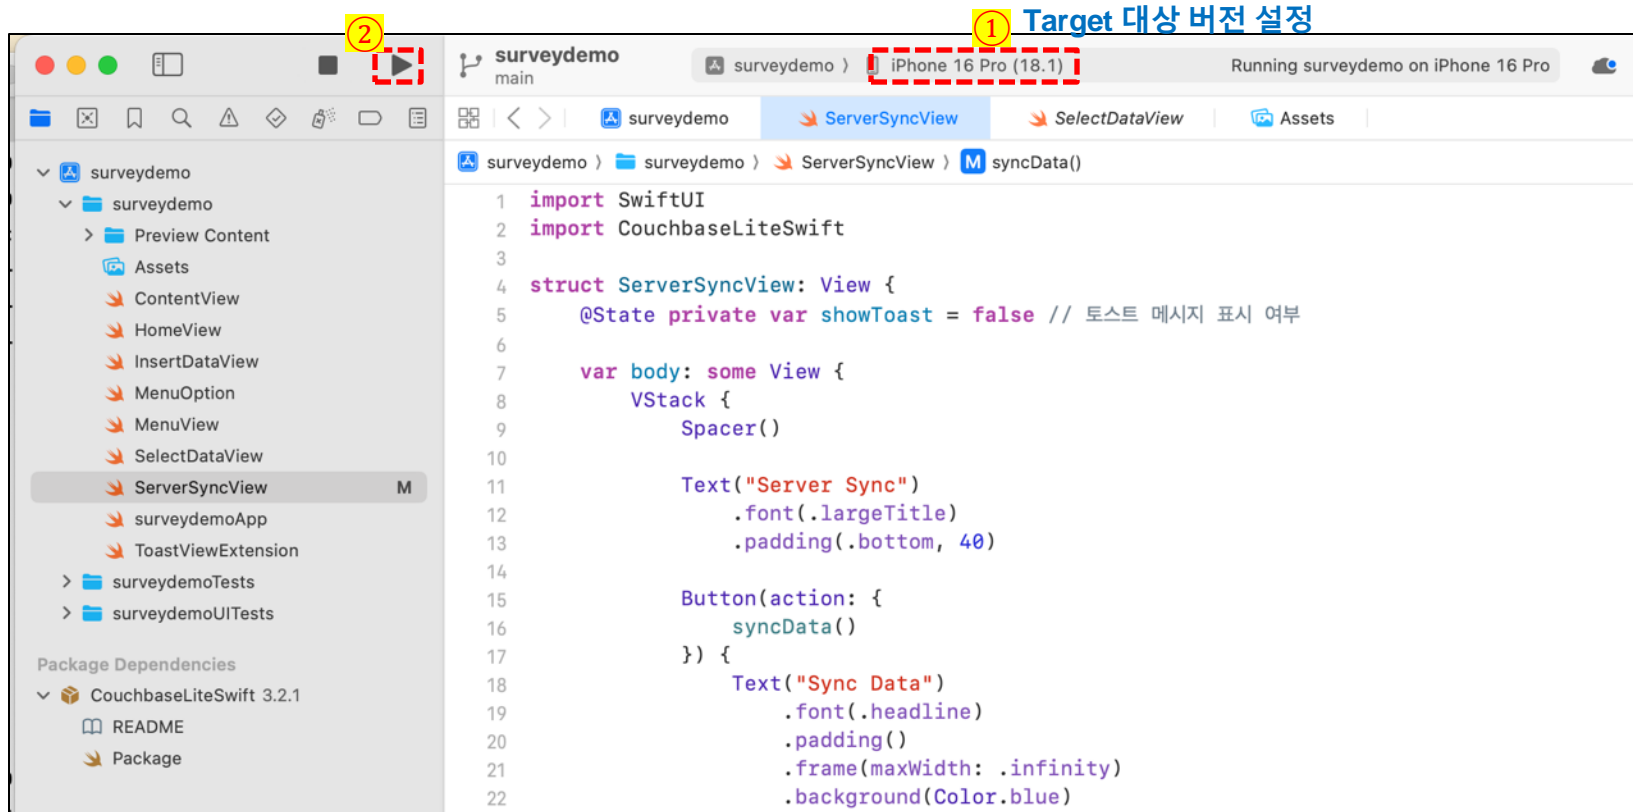 ① Target 대상 버전 설정
②
surveydemo
main
surveydemo 〉 iPhone 16 Pro (18.1)
Running surveydemo on iPhone 16 Pro
surveydemo
ServerSyncView
SelectDataView
Assets
surveydemo 〉 surveydemo 〉 ServerSyncView 〉 M syncData()
surveydemo
surveydemo
Preview Content
Assets
ContentView
HomeView
InsertDataView
MenuOption
MenuView
SelectDataView
ServerSyncView M
surveydemoApp
ToastViewExtension
surveydemoTests
surveydemoUITests
Package Dependencies
CouchbaseLiteSwift 3.2.1
README
Package
1 import SwiftUI
2 import CouchbaseLiteSwift
3
4 struct ServerSyncView: View {
5 @State private var showToast = false // 토스트 메시지 표시 여부
6
7 var body: some View {
8 VStack {
9 Spacer()
10
11 Text("Server Sync")
12 .font(.largeTitle)
13 .padding(.bottom, 40)
14
15 Button(action: {
16 syncData()
17 }) {
18 Text("Sync Data")
19 .font(.headline)
20 .padding()
21 .frame(maxWidth: .infinity)
22 .background(Color.blue)